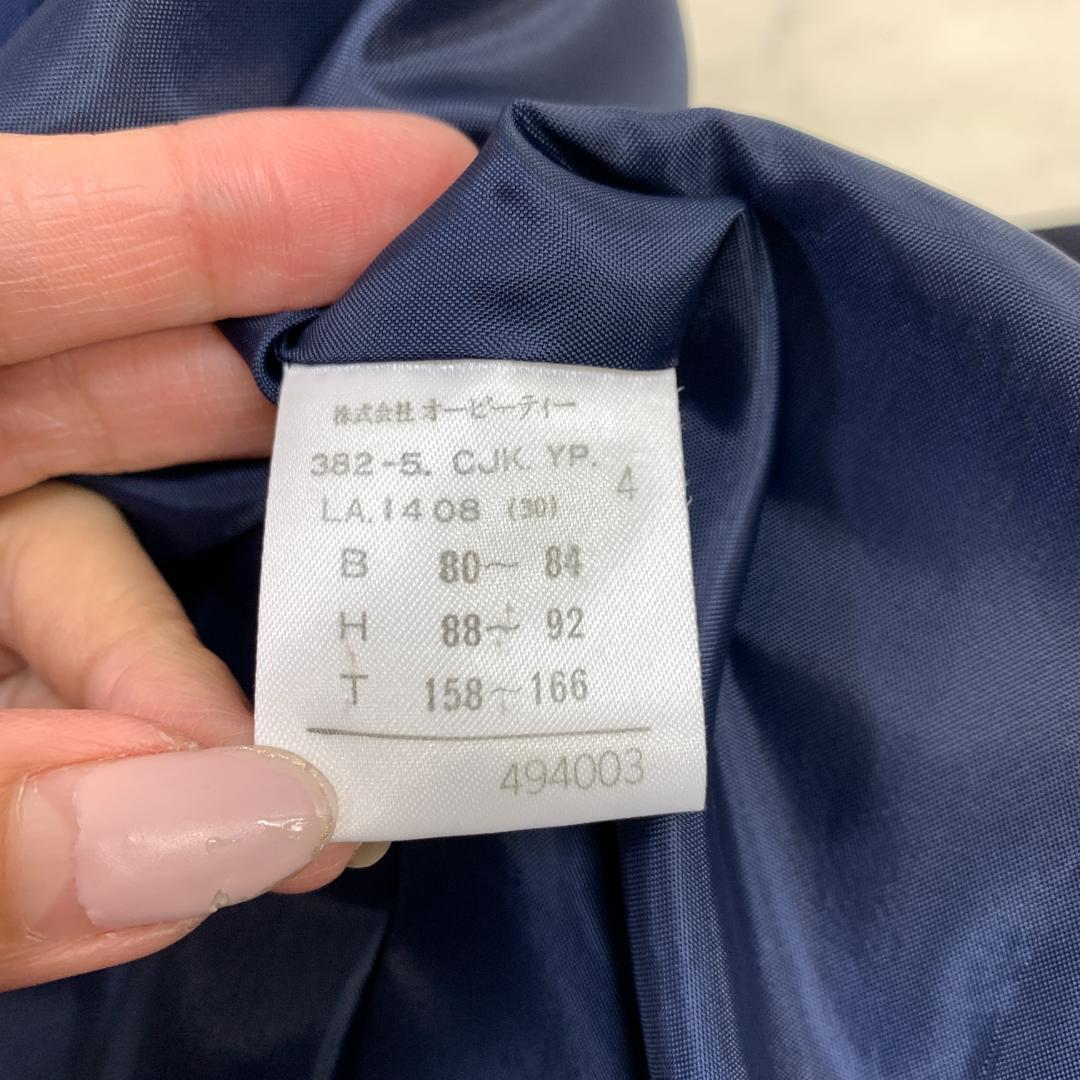 株式会社 オーピーティー
382-5. CJK. YP.
4
LA.1408 (30)
B 80~ 84
H 88~ 92
T 158~166
494003